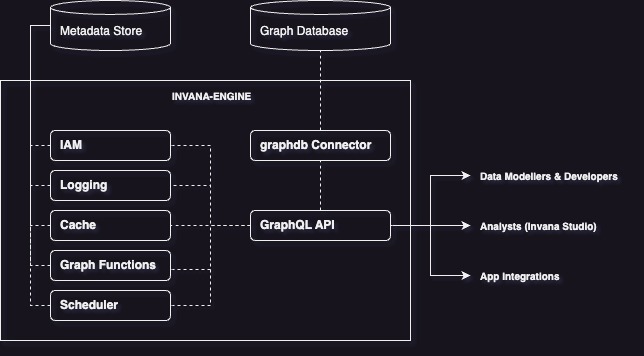 Metadata Store
Graph Database
INVANA-ENGINE
IAM
graphdb Connector
Logging
Data Modellers & Developers
Cache
GraphQL API
Analysts (Invana Studio)
Graph Functions
App Integrations
Scheduler